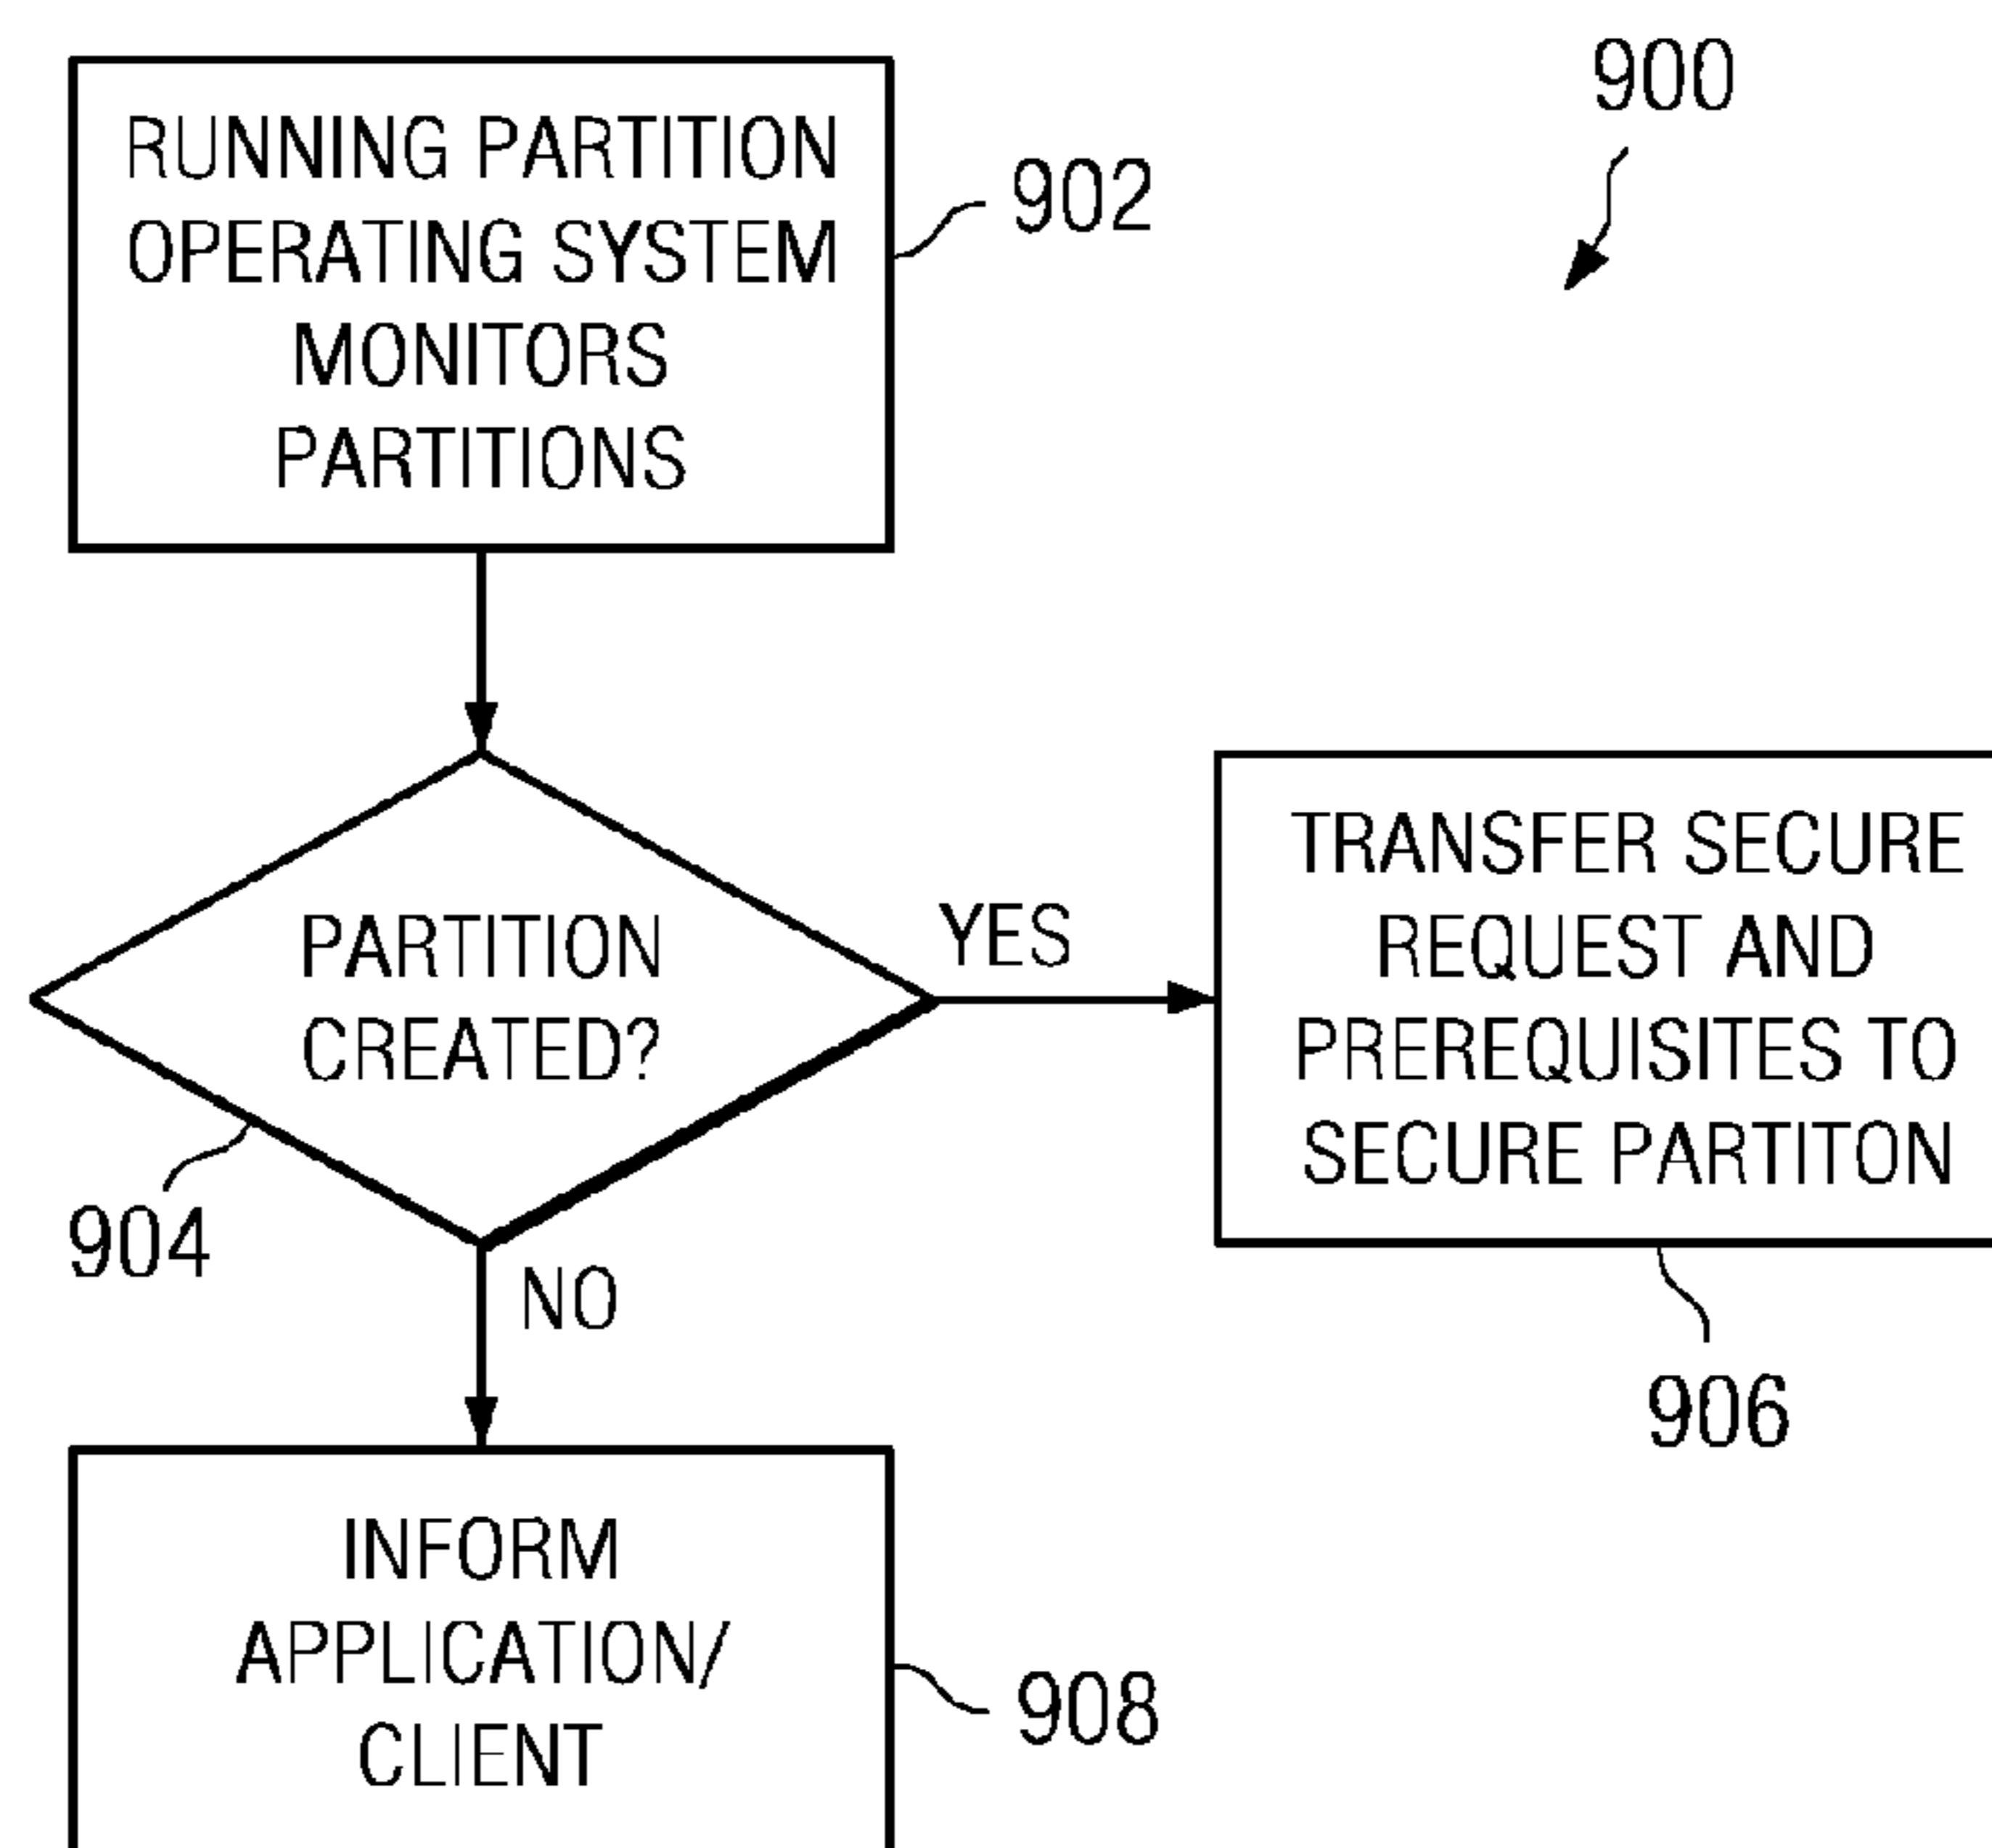 900
RUNNING PARTITION
OPERATING SYSTEM
MONITORS
PARTITIONS
902
PARTITION
CREATED?
904
YES
TRANSFER SECURE
REQUEST AND
PREREQUISITES TO
SECURE PARTITON
906
NO
INFORM
APPLICATION/
CLIENT
908